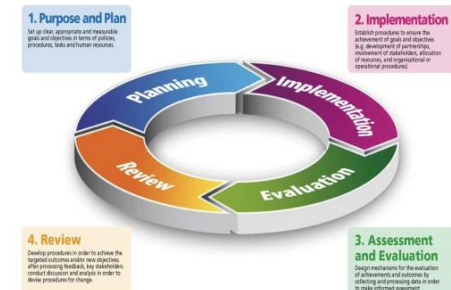 1. Purpose and Plan
Set up clear, appropriate and measurable
goals and objectives in terms of policies,
procedures, tasks and human resources.
2. Implementation
Establish procedures to ensure the
achievement of goals and objectives
(e.g. development of partnerships,
involvement of stakeholders, allocation
of resources, and organisational or
operational procedures).
Planning
Implementation
Review
Evaluation
4. Review
Develop procedures in order to achieve the
targeted outcomes and/or new objectives;
after processing feedback, key stakeholders
conduct discussion and analysis in order to
devise procedures for change.
3. Assessment
and Evaluation
Design mechanisms for the evaluation
of achievements and outcomes by
collecting and processing data in order
to make informed assessment.